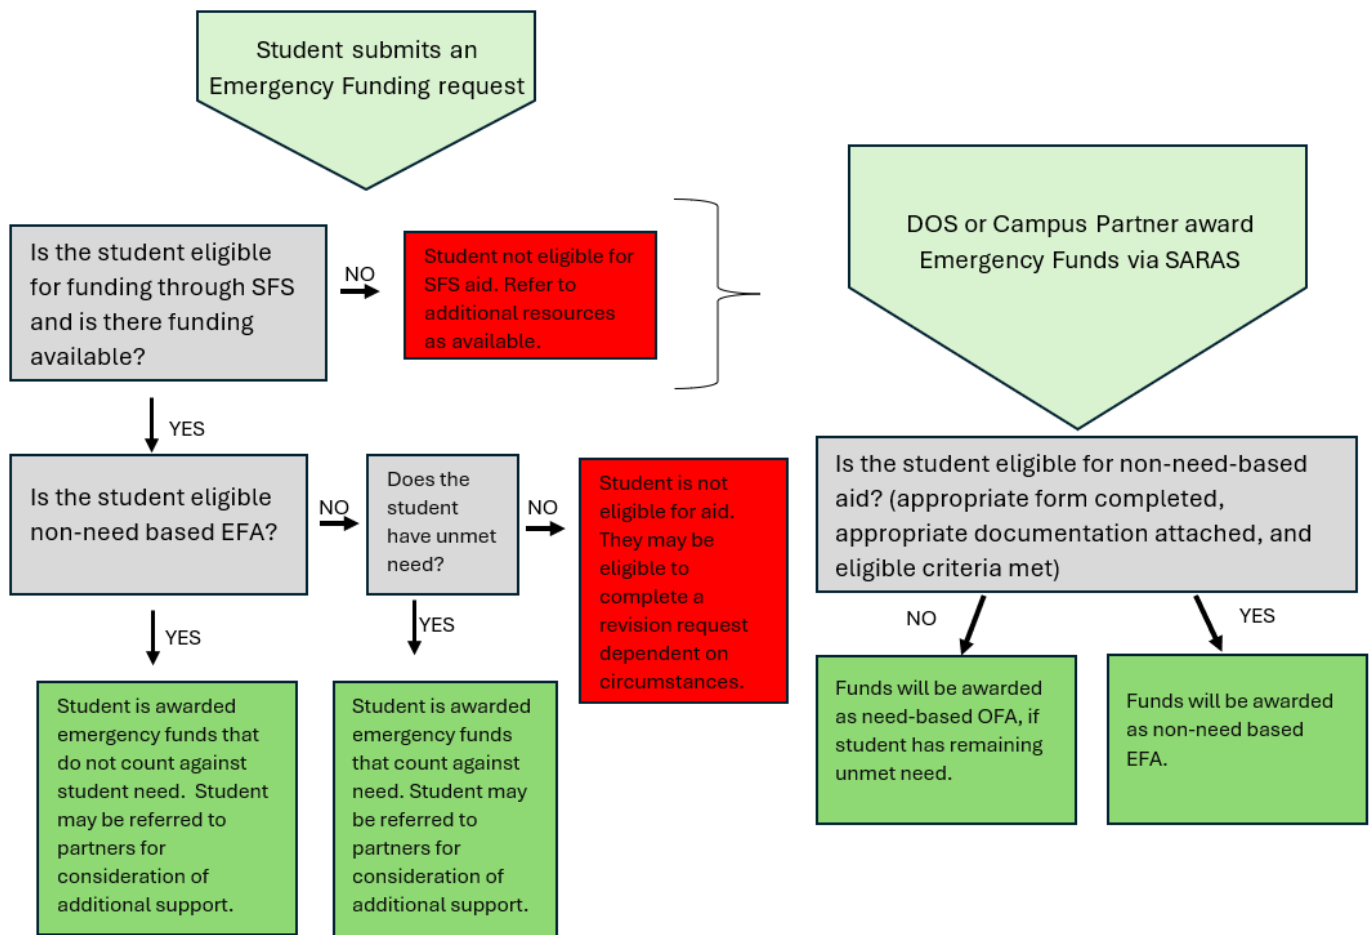 Student submits an
Emergency Funding request
DOS or Campus Partner award
Emergency Funds via SARAS
Is the student eligible
for funding through SFS
and is there funding
available?
NO
Student not eligible for
SFS aid. Refer to
additional resources
as available.
YES
Is the student eligible
non-need based EFA?
NO
Does the
student
have unmet
need?
NO
Student is not
eligible for aid.
They may be
eligible to
complete a
revision request
dependent on
circumstances.
YES
YES
Student is awarded
emergency funds that
do not count against
student need.  Student
may be referred to
partners for
consideration of
additional support.
Student is awarded
emergency funds
that count against
need. Student may
be referred to
partners for
consideration of
additional support.
Is the student eligible for non-need-based
aid? (appropriate form completed,
appropriate documentation attached, and
eligible criteria met)
NO
YES
Funds will be awarded
as need-based OFA, if
student has remaining
unmet need.
Funds will be awarded
as non-need based
EFA.